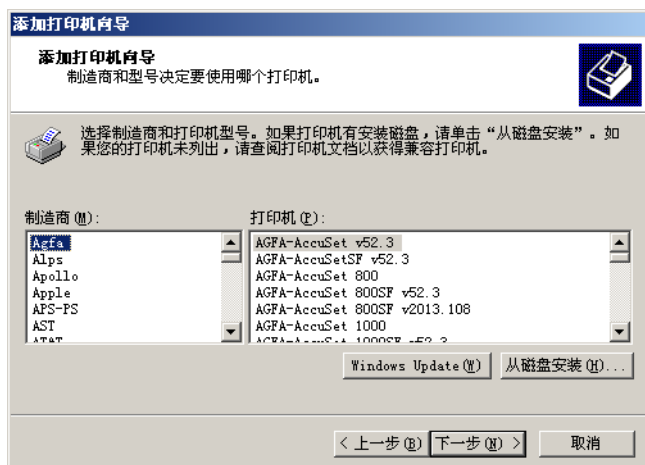 添加打印机向导
添加打印机向导
制造商和型号决定要使用哪个打印机。
选择制造商和打印机型号。如果打印机有安装磁盘，请单击“从磁盘安装”。如
果您的打印机未列出，请查阅打印机文档以获得兼容打印机。
制造商(M):
打印机(P):
Agfa
Alps
Apollo
Apple
APS-PS
AST
AT&T
AGFA-AccuSet v52.3
AGFA-AccuSetSF v52.3
AGFA-AccuSet 800
AGFA-AccuSet 800SF v52.3
AGFA-AccuSet 800SF v2013.108
AGFA-AccuSet 1000
AGFA-AccuSet 1000SF v52.3
Windows Update(W)
从磁盘安装(H)...
< 上一步(B)
下一步(N) >
取消